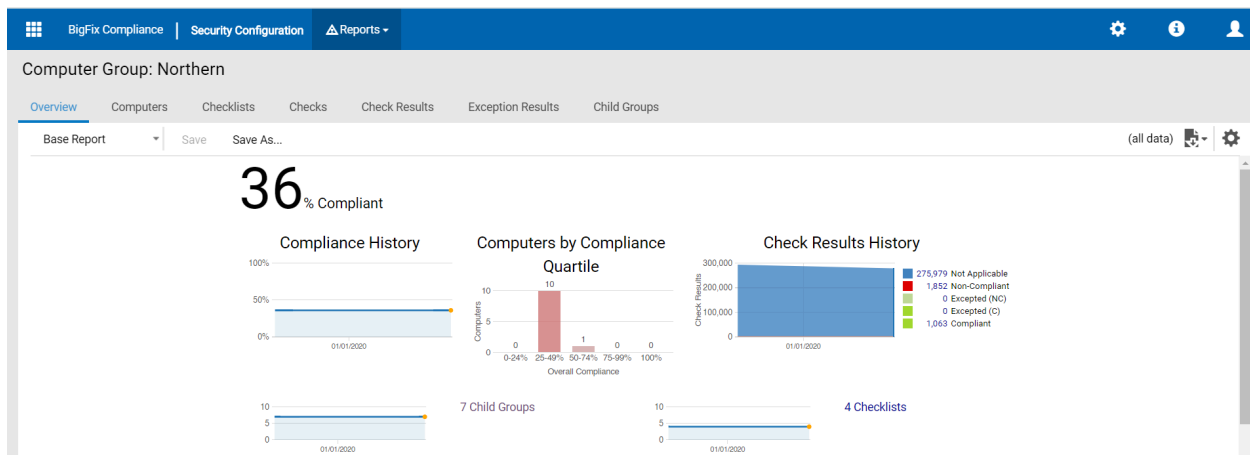 BigFix Compliance | Security Configuration Reports
Computer Group: Northern
Overview Computers Checklists Checks Check Results Exception Results Child Groups
Base Report Save Save As... (all data)
36% Compliant
Compliance History
100%
50%
0%
01/01/2020
Computers by Compliance
Quartile
10
5
0
Computers
0 10 1 0 0
0-24% 25-49% 50-74% 75-99% 100%
Overall Compliance
Check Results History
300,000
200,000
100,000
0
Check Results
01/01/2020
275,979 Not Applicable
1,852 Non-Compliant
0 Excepted (NC)
0 Excepted (C)
1,063 Compliant
10
5
0
01/01/2020
7 Child Groups
10
5
0
01/01/2020
4 Checklists